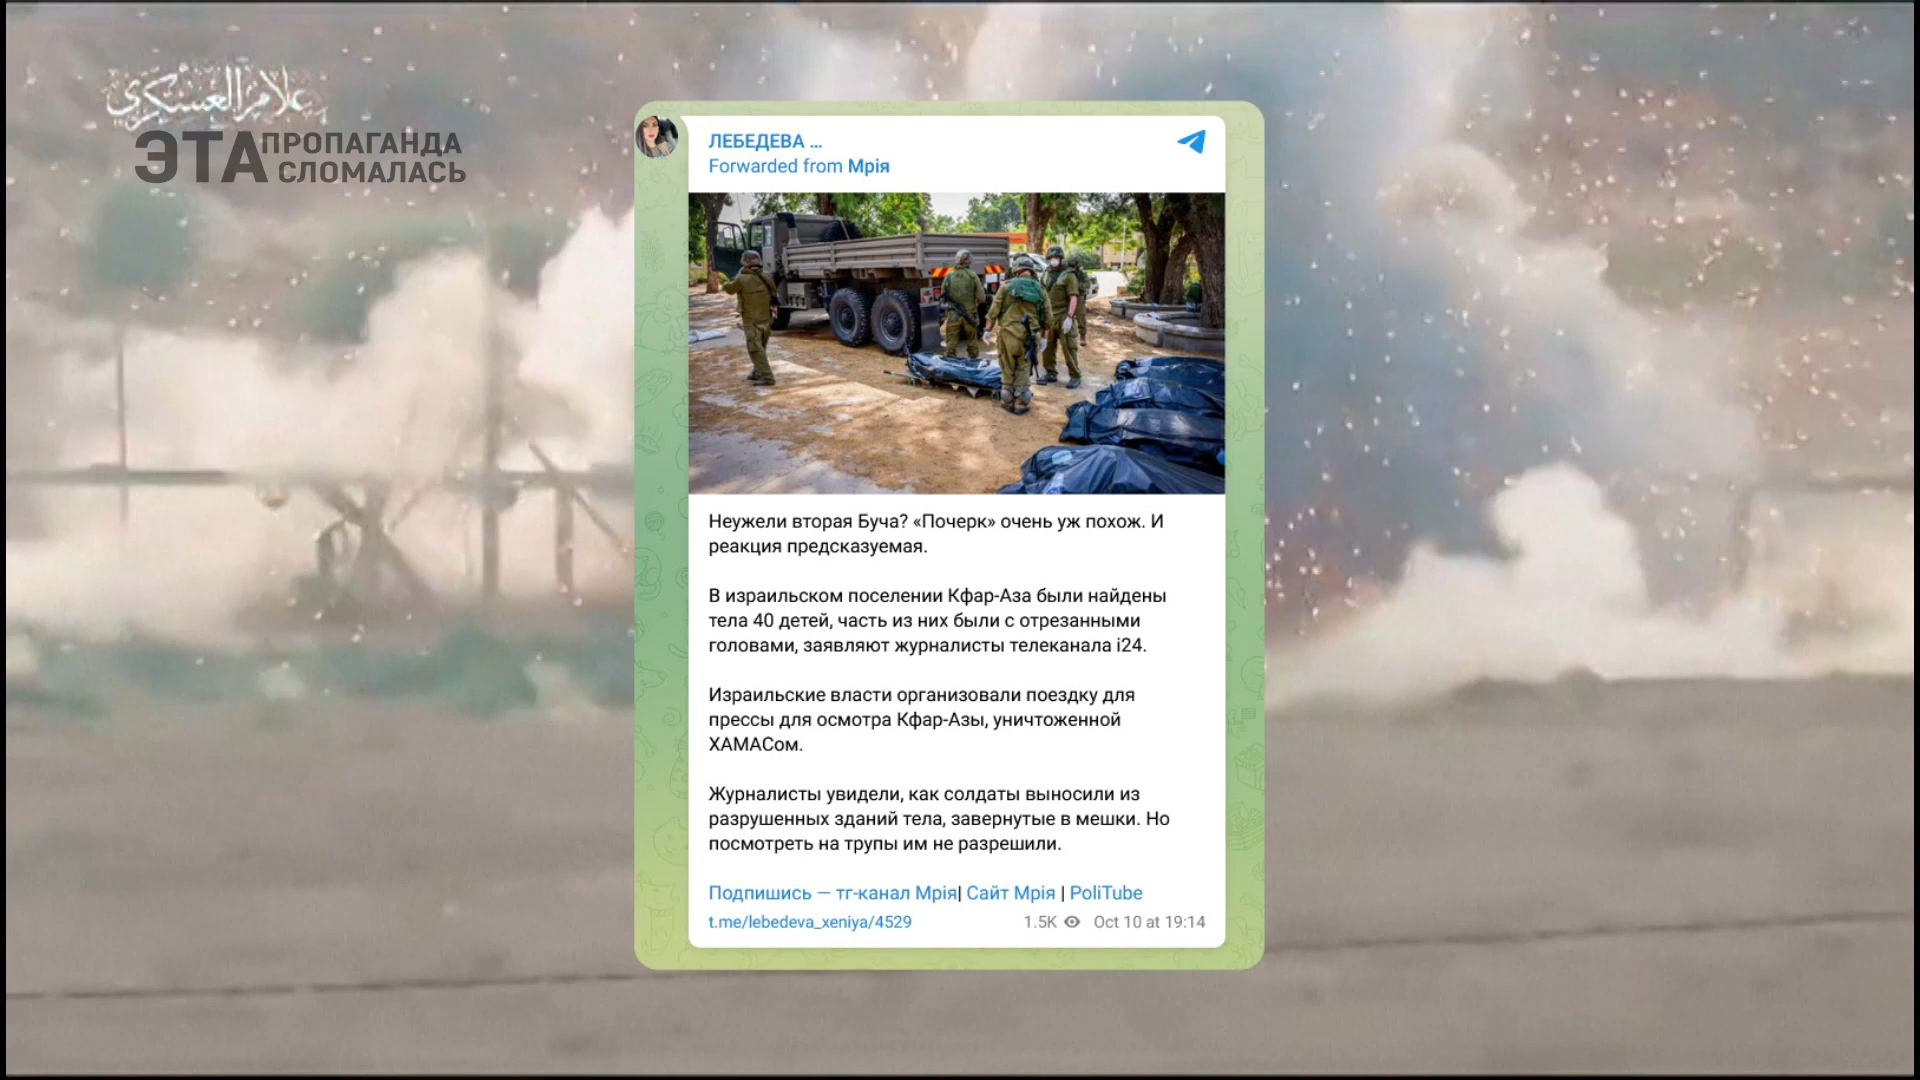 علام العسكري
ЭТА ПРОПАГАНДА
СЛОМАЛАСЬ
ЛЕБЕДЕВА ...
Forwarded from Мрія
Неужели вторая Буча? «Почерк» очень уж похож. И
реакция предсказуемая.
В израильском поселении Кфар-Аза были найдены
тела 40 детей, часть из них были с отрезанными
головами, заявляют журналисты телеканала i24.
Израильские власти организовали поездку для
прессы для осмотра Кфар-Азы, уничтоженной
ХАМАСом.
Журналисты увидели, как солдаты выносили из
разрушенных зданий тела, завернутые в мешки. Но
посмотреть на трупы им не разрешили.
Подпишись — тг-канал Мрія| Сайт Мрія | PoliTube
t.me/lebedeva_xeniya/4529 1.5K Oct 10 at 19:14